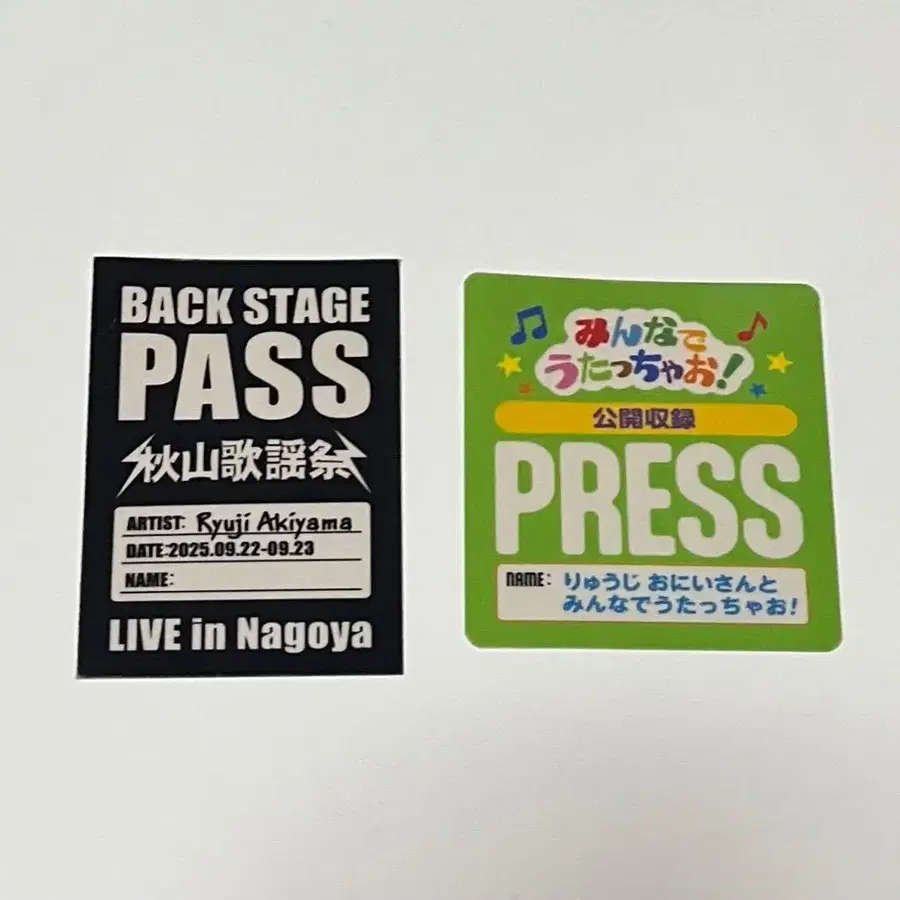 BACK STAGE
PASS
秋山歌謡祭
ARTIST: Ryuji Akiyama
DATE:2025.09.22-09.23
NAME:
LIVE in Nagoya
みんなで
うたっちゃお!
公開収録
PRESS
NAME: りゅうじ おにいさんと
みんなでうたっちゃお!